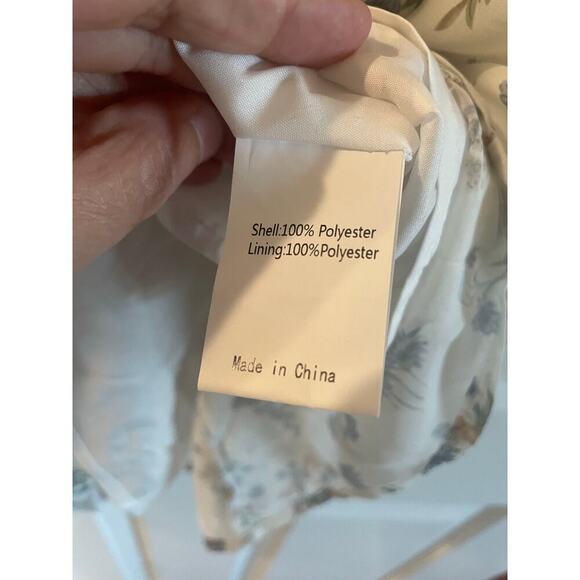 Shell:100% Polyester
Lining:100%Polyester
Made in China